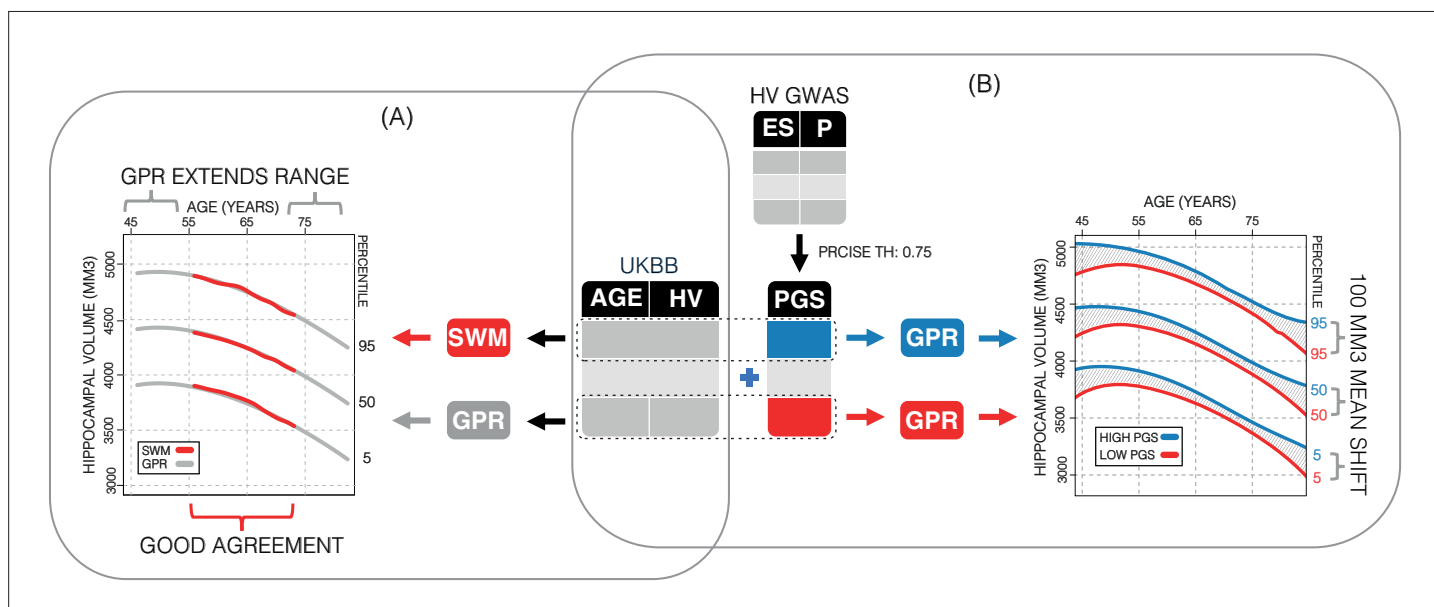 (A)
GPR EXTENDS RANGE
AGE (YEARS)
45 55 65 75
PERCENTILE
HIPPOCAMPAL VOLUME (MM3)
5000
4500
4000
3500
3000
95
50
5
SWM
GPR
GOOD AGREEMENT
SWM
GPR
UKBB
AGE HV
(B)
HV GWAS
ES P
PRCISE TH: 0.75
PGS
GPR
GPR
AGE (YEARS)
45 55 65 75
PERCENTILE
HIPPOCAMPAL VOLUME (MM3)
5000
4500
4000
3500
3000
95
95
50
50
5
5
HIGH PGS
LOW PGS
100 MM3 MEAN SHIFT